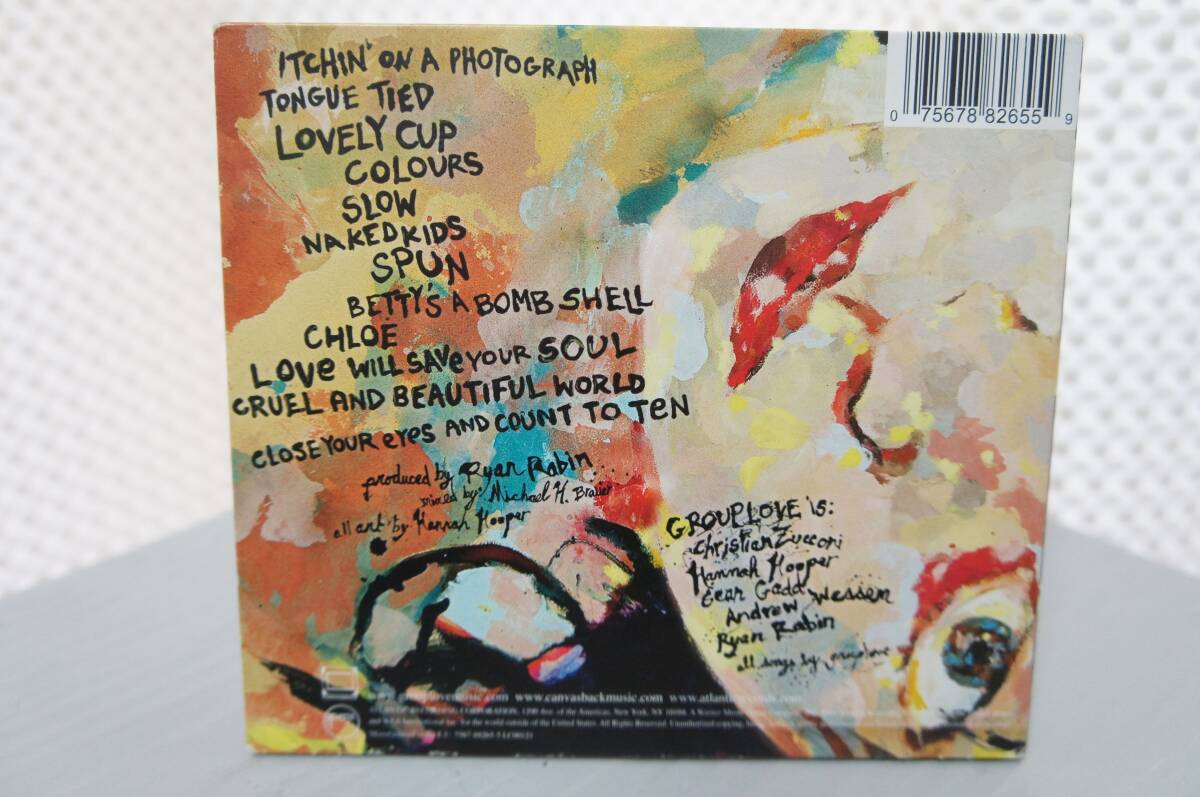 ITCHIN' ON A PHOTOGRAPH
TONGUE TIED
LOVELY CUP
COLOURS
SLOW
NAKED KIDS
SPUN
BETTY'S A BOMB SHELL
CHLOE
LOVE WILL SAVE YOUR SOUL
CRUEL AND BEAUTIFUL WORLD
CLOSE YOUR EYES AND COUNT TO TEN
produced by Ryan Rabin....
mixed by: Michael H. Brauer
all art by Hannah Hooper
0 75678 82655 9
GROUPLOVE is:
Christian Zucconi
Hannah Hooper
Sean Gadd
Andrew Wessen
Ryan Rabin
all songs by grouplove
www.canvasbackmusic.com www.atlanticrecords.com